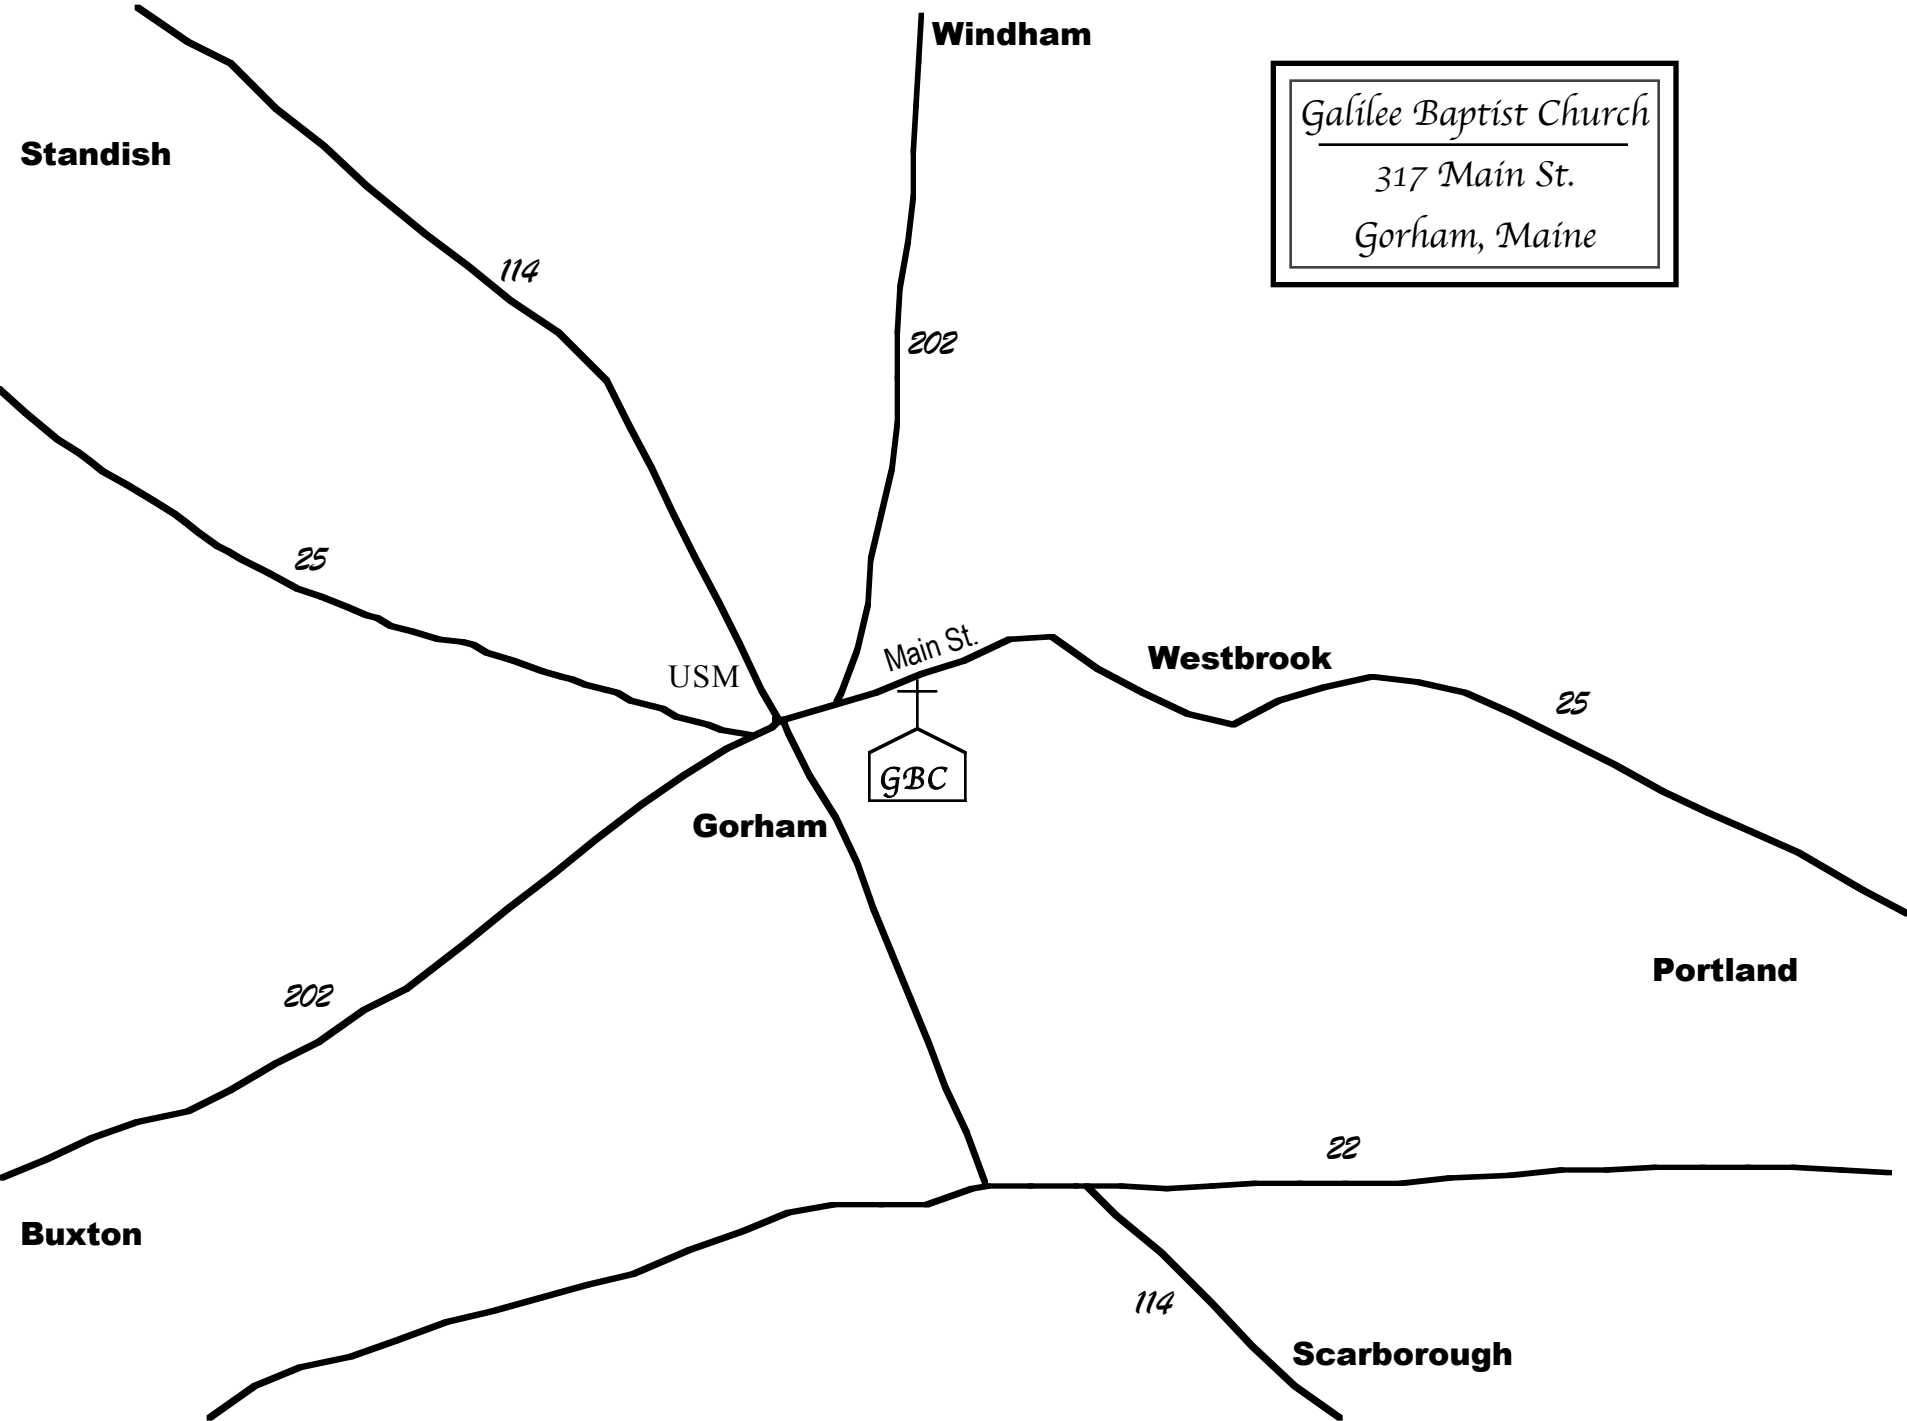 Windham
Galilee Baptist Church
317 Main St.
Gorham, Maine
Standish
114
202
25
USM
Main St.
Westbrook
25
GBC
Gorham
Portland
202
22
Buxton
114
Scarborough